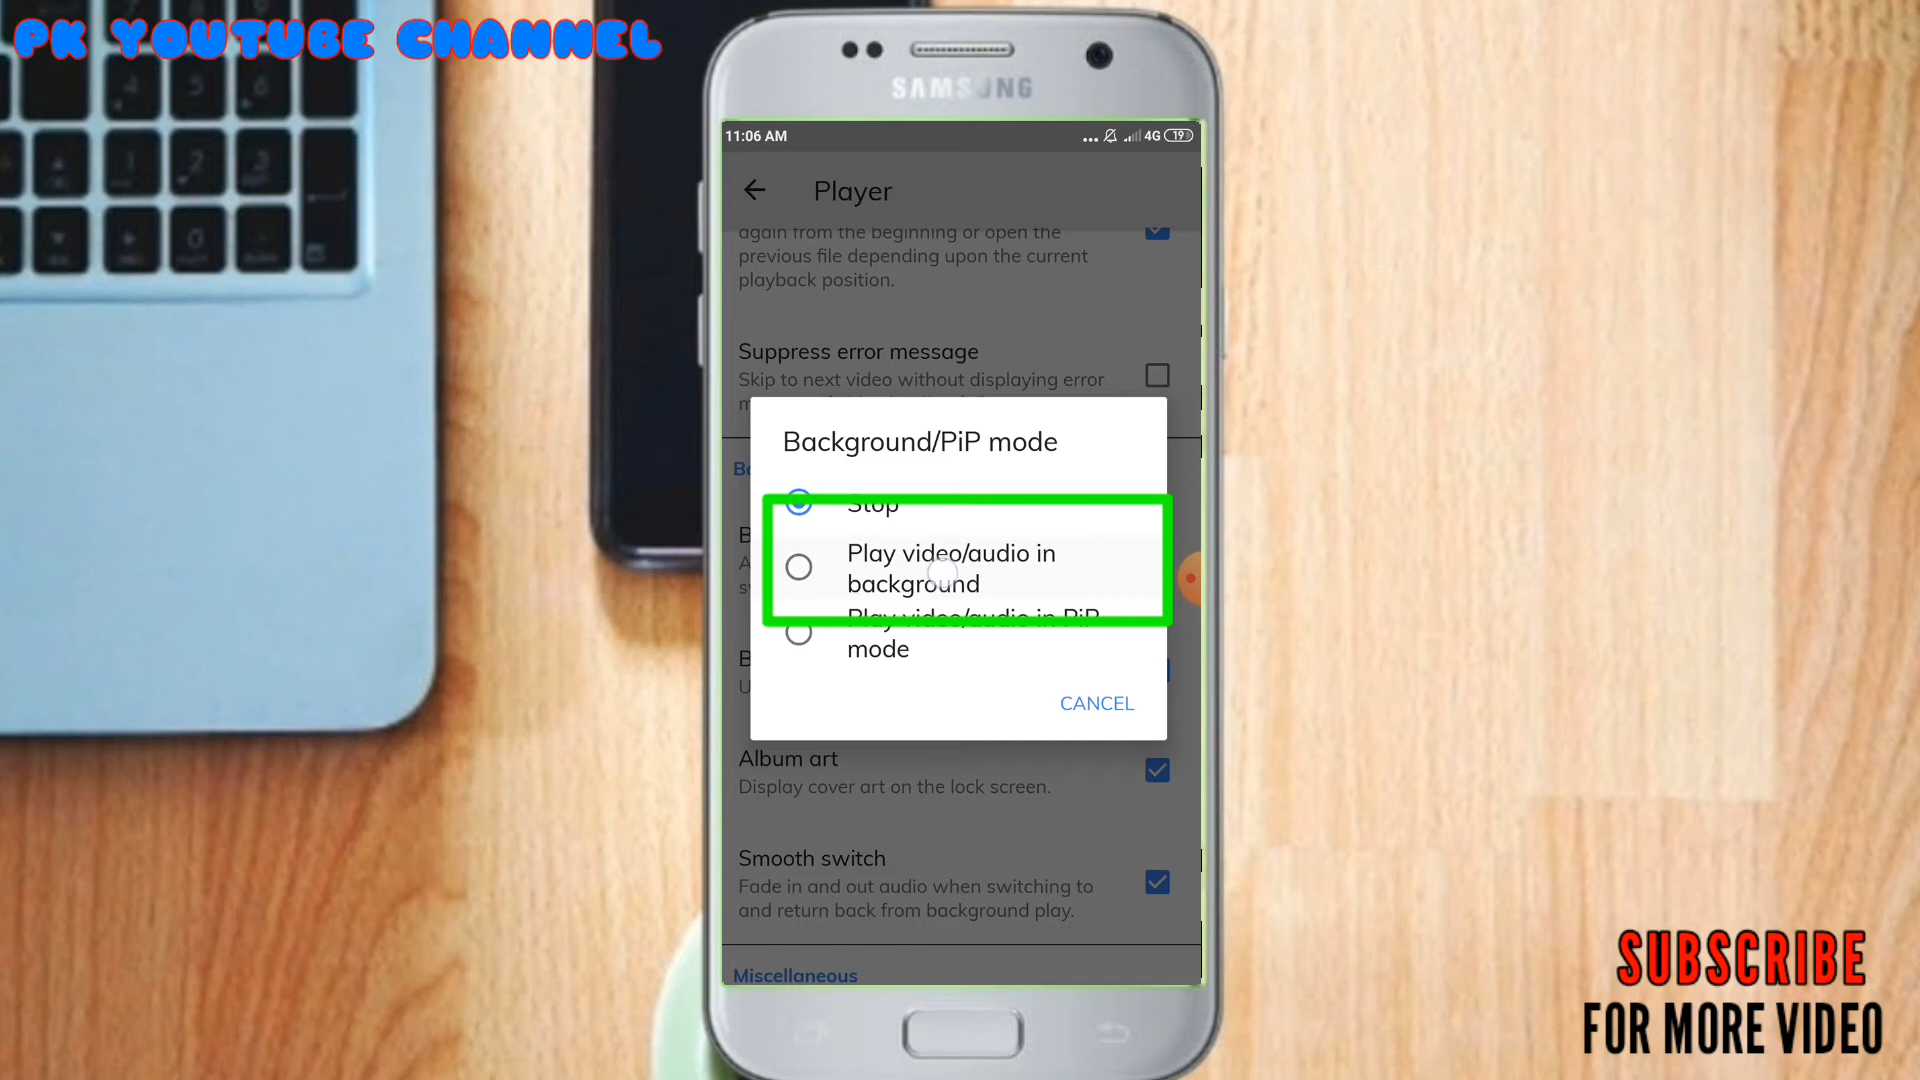 PK YOUTUBE CHANNEL
SAMSUNG
11:06 AM
4G 19
Player
again from the beginning or open the
previous file depending upon the current
playback position.
Suppress error message
Skip to next video without displaying error
Background/PiP mode
Stop
Play video/audio in
background
Play video/audio in PiP
mode
CANCEL
Album art
Display cover art on the lock screen.
Smooth switch
Fade in and out audio when switching to
and return back from background play.
Miscellaneous
SUBSCRIBE
FOR MORE VIDEO